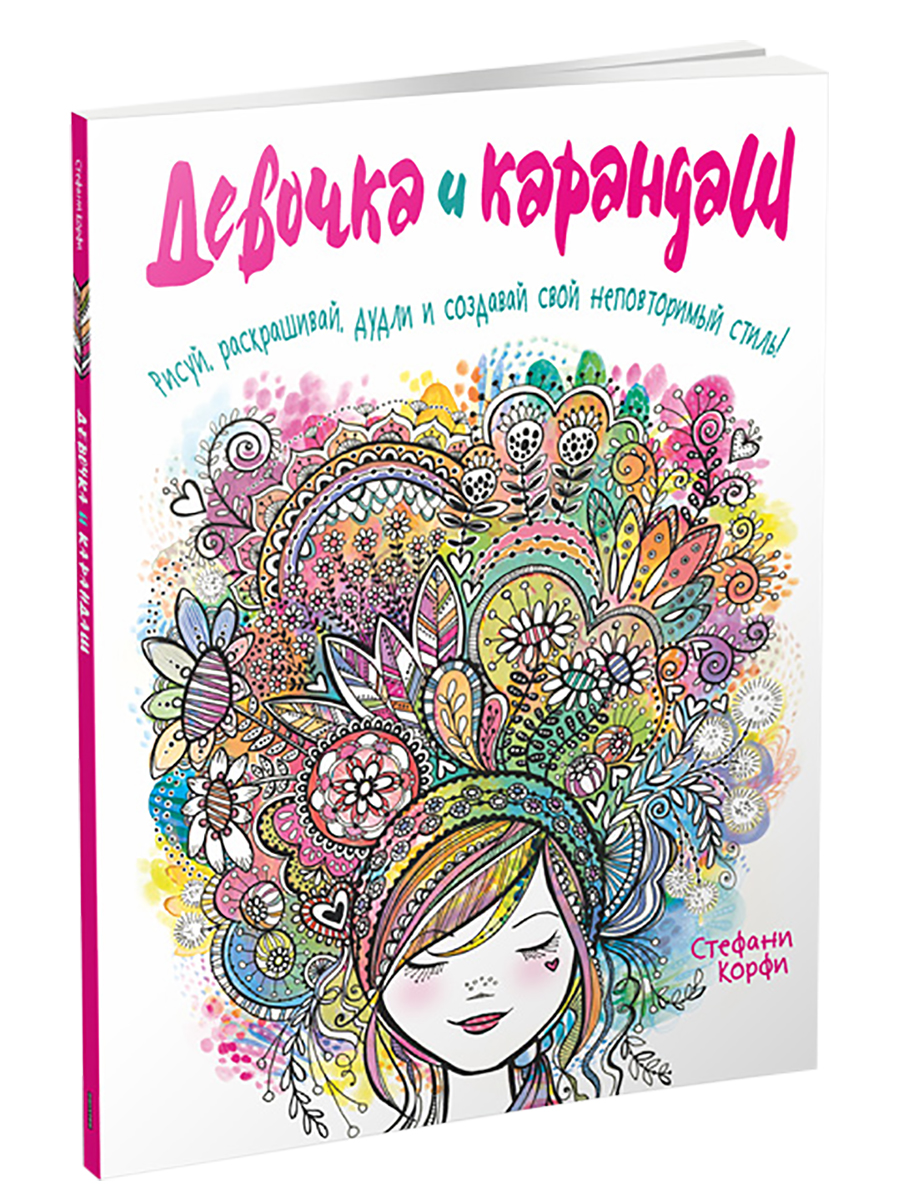 Девочка и карандаш
Рисуй, раскрашивай, дудли и создавай свой неповторимый стиль!
Стефани
Корфи
Стефани Корфи
Девочка и карандаш